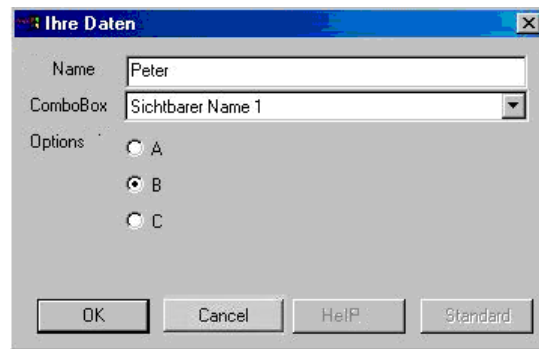 Ihre Daten
Name Peter
ComboBox Sichtbarer Name 1
Options A
B
C
OK Cancel HelP Standard